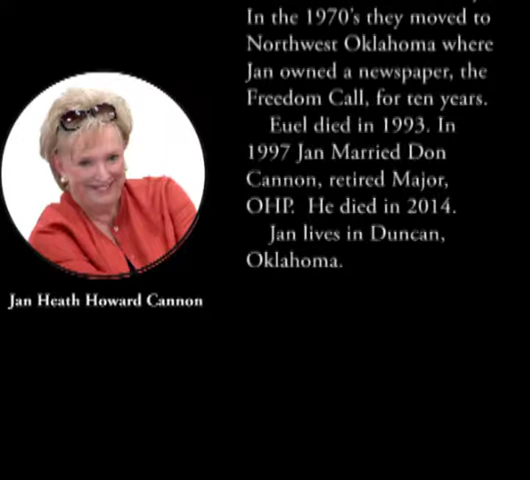 In the 1970's they moved to
Northwest Oklahoma where
Jan owned a newspaper, the
Freedom Call, for ten years.
Euel died in 1993. In
1997 Jan Married Don
Cannon, retired Major,
OHP. He died in 2014.
Jan lives in Duncan,
Oklahoma.
Jan Heath Howard Cannon